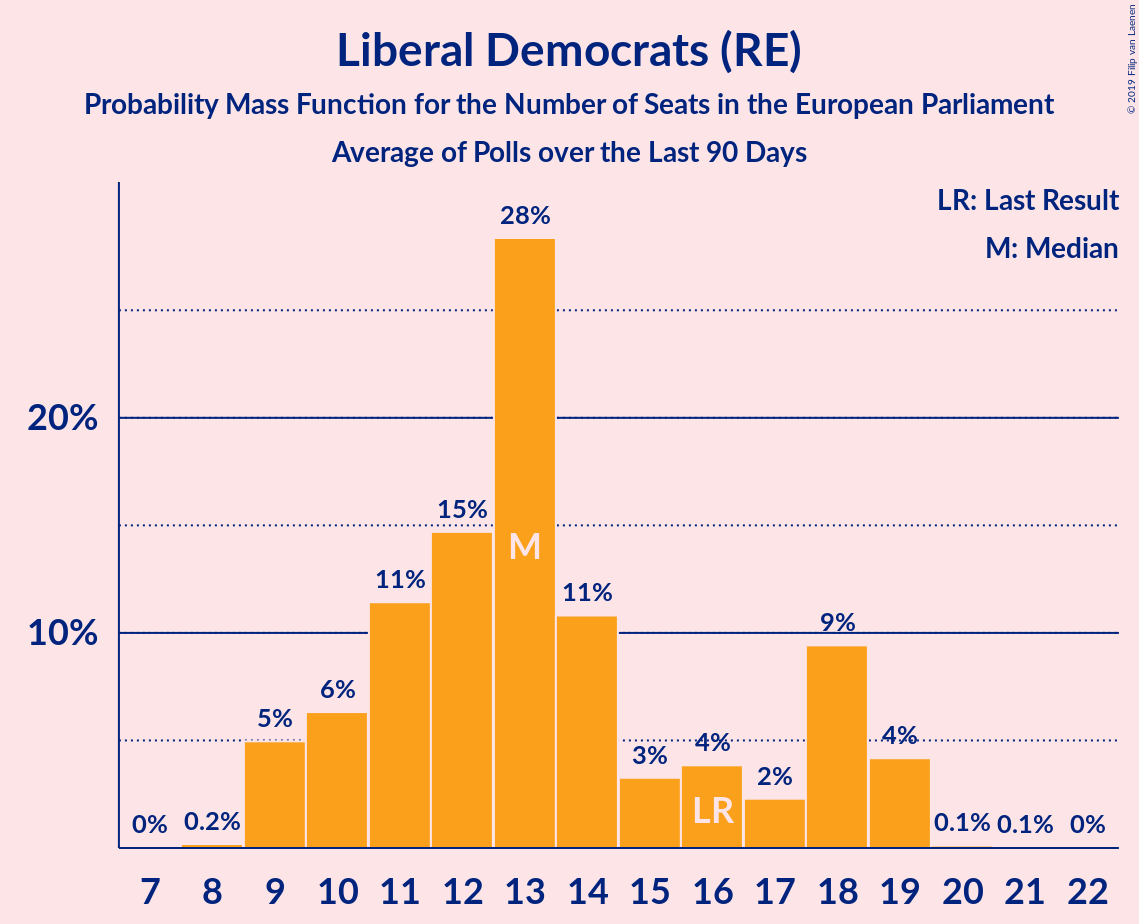 Liberal Democrats (RE)
Probability Mass Function for the Number of Seats in the European Parliament
Average of Polls over the Last 90 Days
© 2019 Filip van Laenen
LR: Last Result
M: Median
20%
10%
0%
0.2%
5%
6%
11%
15%
28%
11%
3%
4%
2%
9%
4%
0.1%
0.1%
0%
M
LR
7 8 9 10 11 12 13 14 15 16 17 18 19 20 21 22